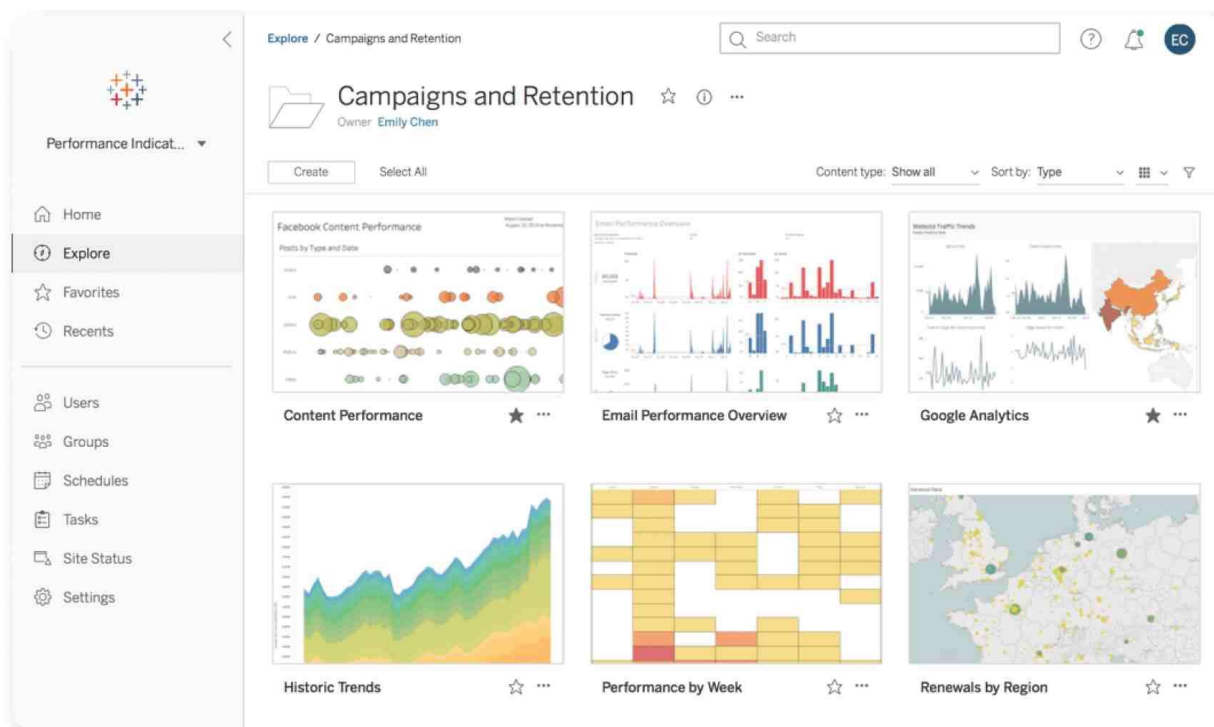 Explore / Campaigns and Retention
Search
?
EC
Campaigns and Retention
Owner Emily Chen
Performance Indicat...
Create
Select All
Content type: Show all
Sort by: Type
Home
Explore
Favorites
Recents
Users
Groups
Schedules
Tasks
Site Status
Settings
Facebook Content Performance
Posts by Type and Date
Content Performance
Email Performance Overview
Email Performance Overview
Website Traffic Trends
Google Analytics
Historic Trends
Performance by Week
Renewals by Region